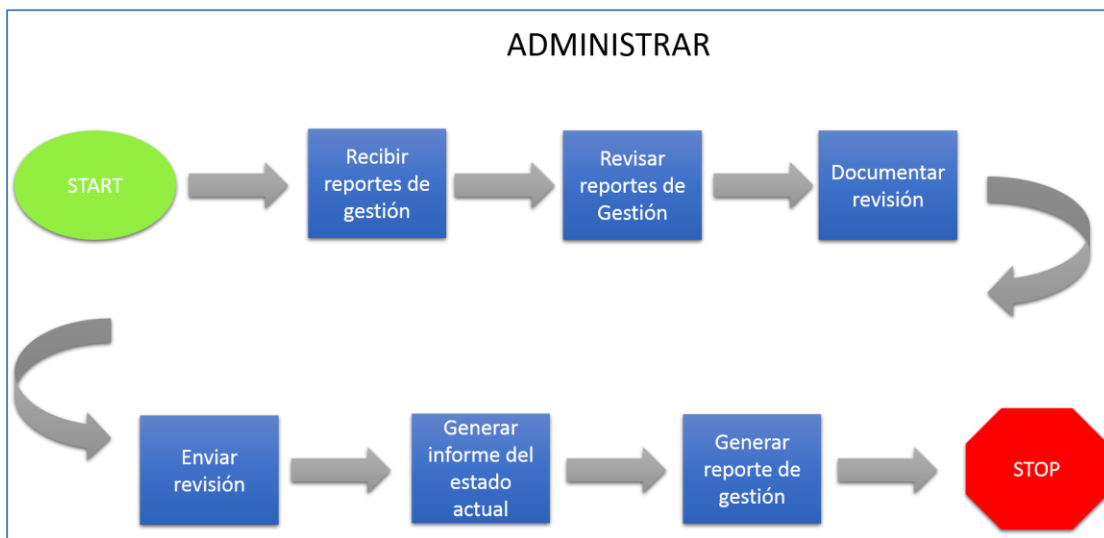 ADMINISTRAR
START
Recibir
reportes de
gestión
Revisar
reportes de
Gestión
Documentar
revisión
Enviar
revisión
Generar
informe del
estado
actual
Generar
reporte de
gestión
STOP